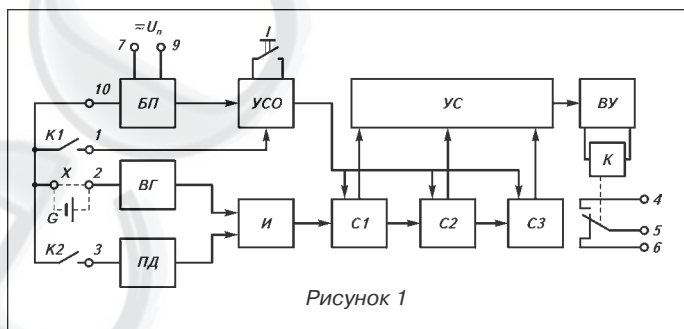 ≈Uₙ
7 9
I
10 БП УСО УС ВУ
К1 1
К
X 2 ВГ
G
4
И С1 С2 С3 5
К2 3 ПД 6
Рисунок 1